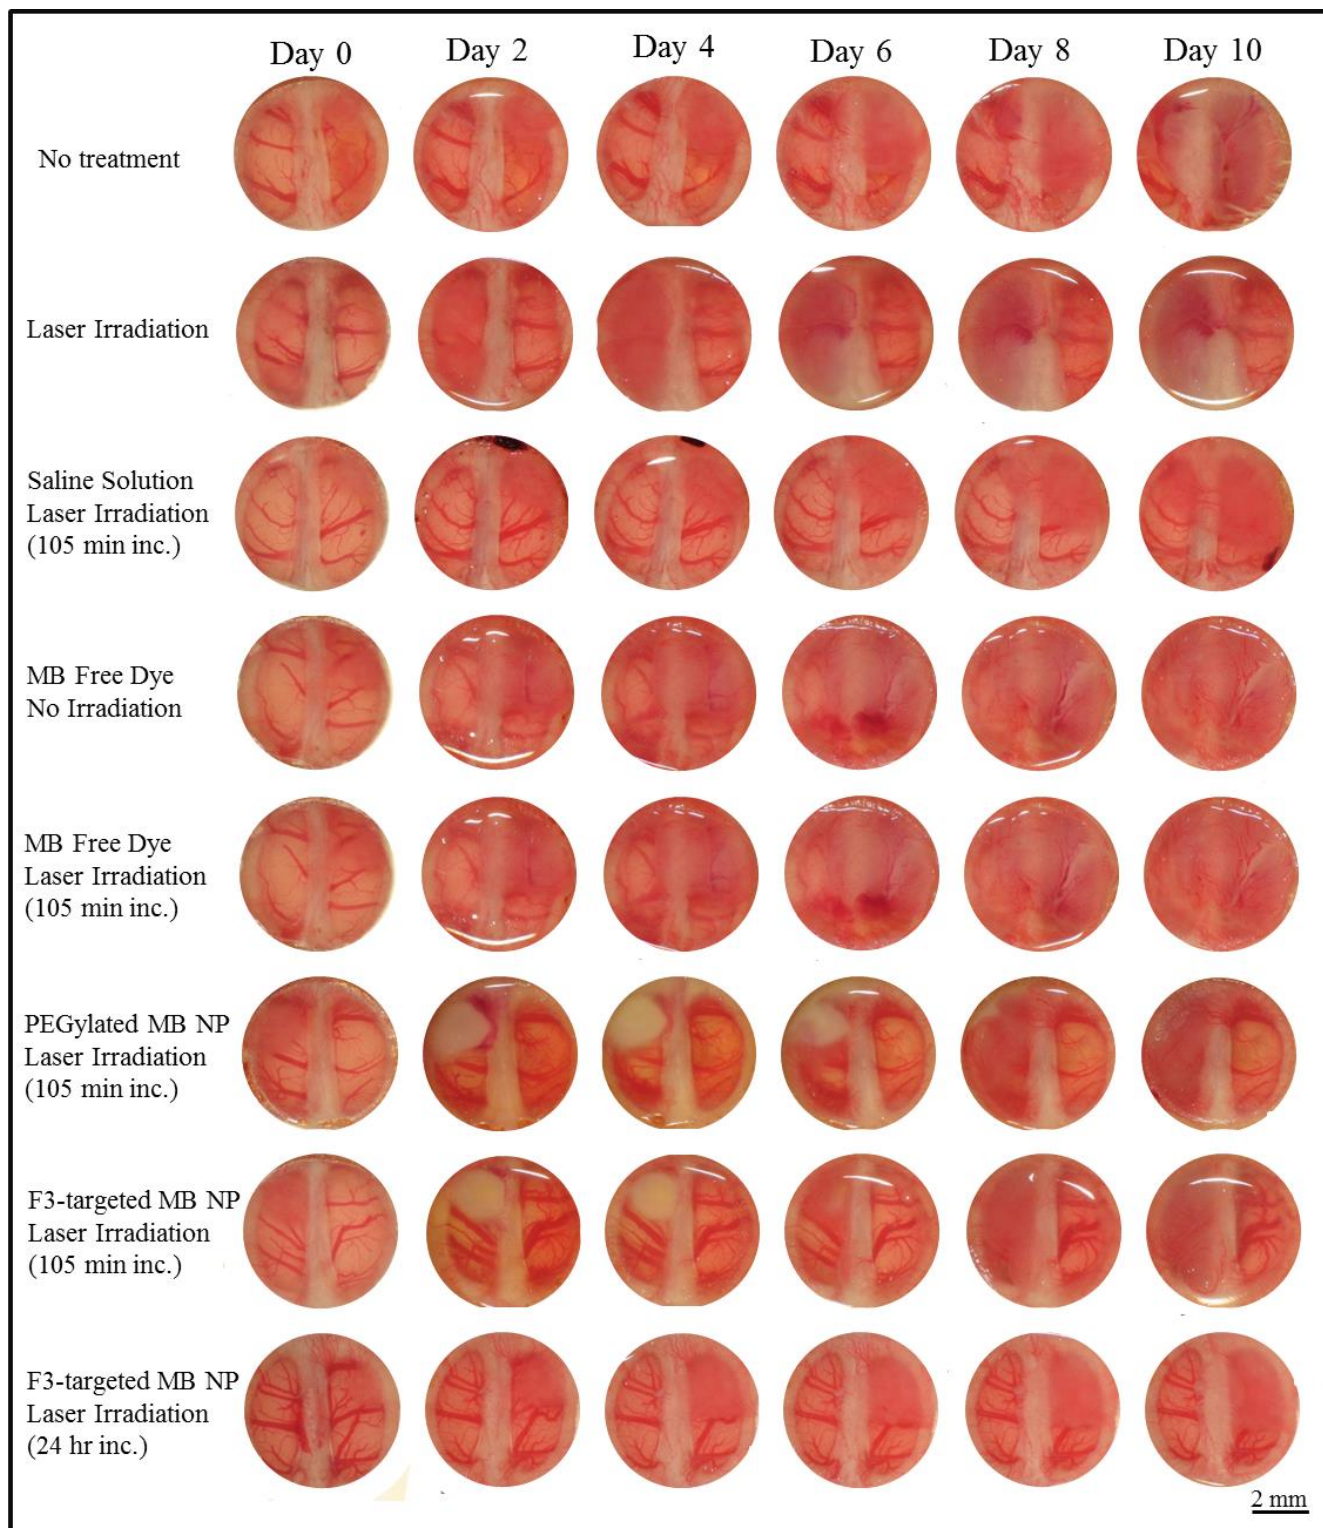 Day 0 Day 2 Day 4 Day 6 Day 8 Day 10
No treatment
Laser Irradiation
Saline Solution
Laser Irradiation
(105 min inc.)
MB Free Dye
No Irradiation
MB Free Dye
Laser Irradiation
(105 min inc.)
PEGylated MB NP
Laser Irradiation
(105 min inc.)
F3-targeted MB NP
Laser Irradiation
(105 min inc.)
F3-targeted MB NP
Laser Irradiation
(24 hr inc.)
2 mm